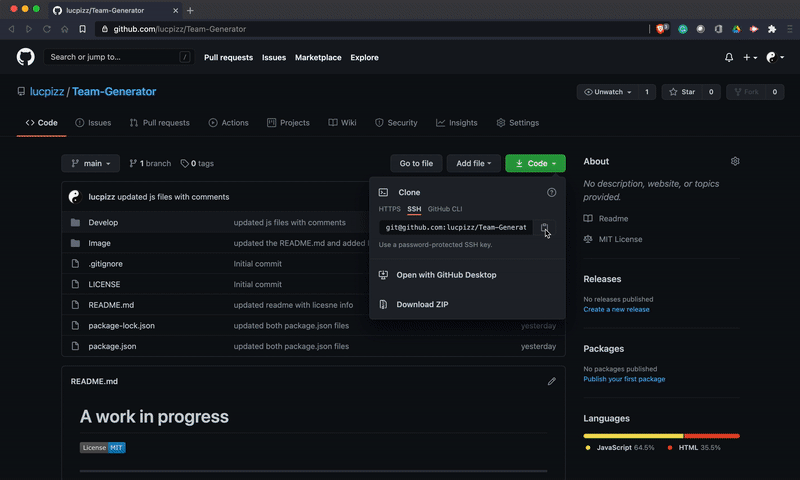 lucpizz/Team-Generator
github.com/lucpizz/Team-Generator
Search or jump to...
/
Pull requests
Issues
Marketplace
Explore
lucpizz / Team-Generator
Unwatch
1
Star
0
Fork
0
Code
Issues
Pull requests
Actions
Projects
Wiki
Security
Insights
Settings
main
1 branch
0 tags
Go to file
Add file
Code
lucpizz updated js files with comments
Develop
updated js files with comments
Image
updated the README.md and added
.gitignore
Initial commit
LICENSE
Initial commit
README.md
updated readme with licesne info
package-lock.json
updated both package.json files
yesterday
package.json
updated both package.json files
yesterday
Clone
HTTPS
SSH
GitHub CLI
git@github.com:lucpizz/Team-Generat
Use a password-protected SSH key.
Open with GitHub Desktop
Download ZIP
README.md
A work in progress
License MIT
About
No description, website, or topics
provided.
Readme
MIT License
Releases
No releases published
Create a new release
Packages
No packages published
Publish your first package
Languages
JavaScript 64.5%
HTML 35.5%